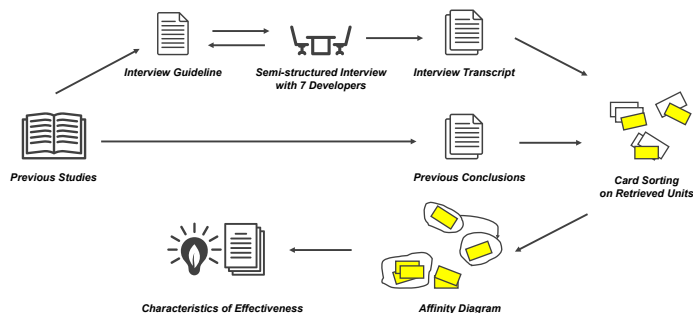 Interview Guideline
Semi-structured Interview
with 7 Developers
Interview Transcript
Previous Studies
Previous Conclusions
Card Sorting
on Retrieved Units
Characteristics of Effectiveness
Affinity Diagram